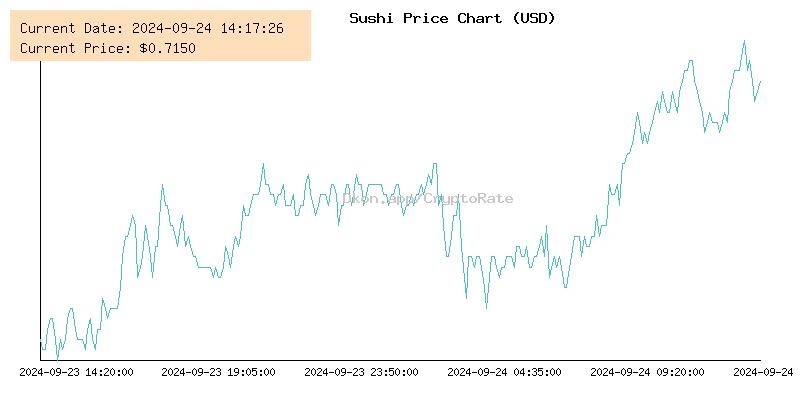 Sushi Price Chart (USD)
Current Date: 2024-09-24 14:17:26
Current Price: $0.7150
Dkon.app/CryptoRate
2024-09-23 14:20:00 2024-09-23 19:05:00 2024-09-23 23:50:00 2024-09-24 04:35:00 2024-09-24 09:20:00 2024-09-24